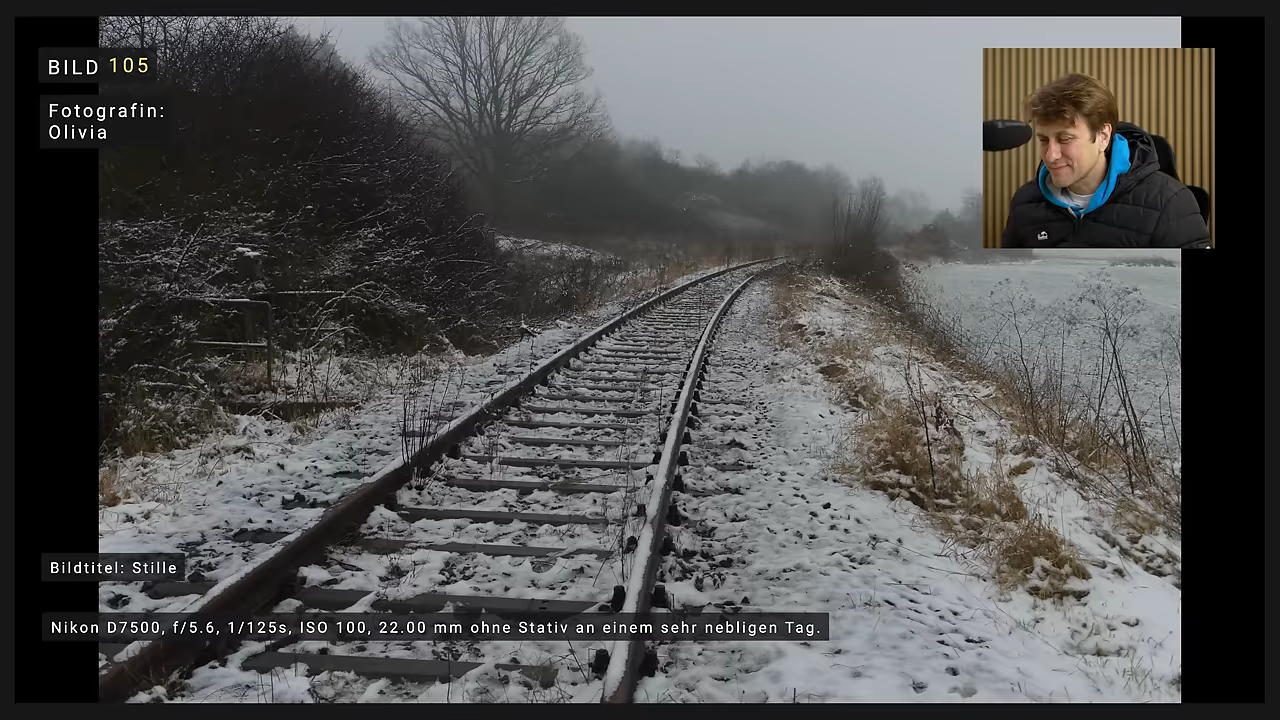 BILD 105
Fotografin:
Olivia
Bildtitel: Stille
Nikon D7500, f/5.6, 1/125s, ISO 100, 22.00 mm ohne Stativ an einem sehr nebligen Tag.